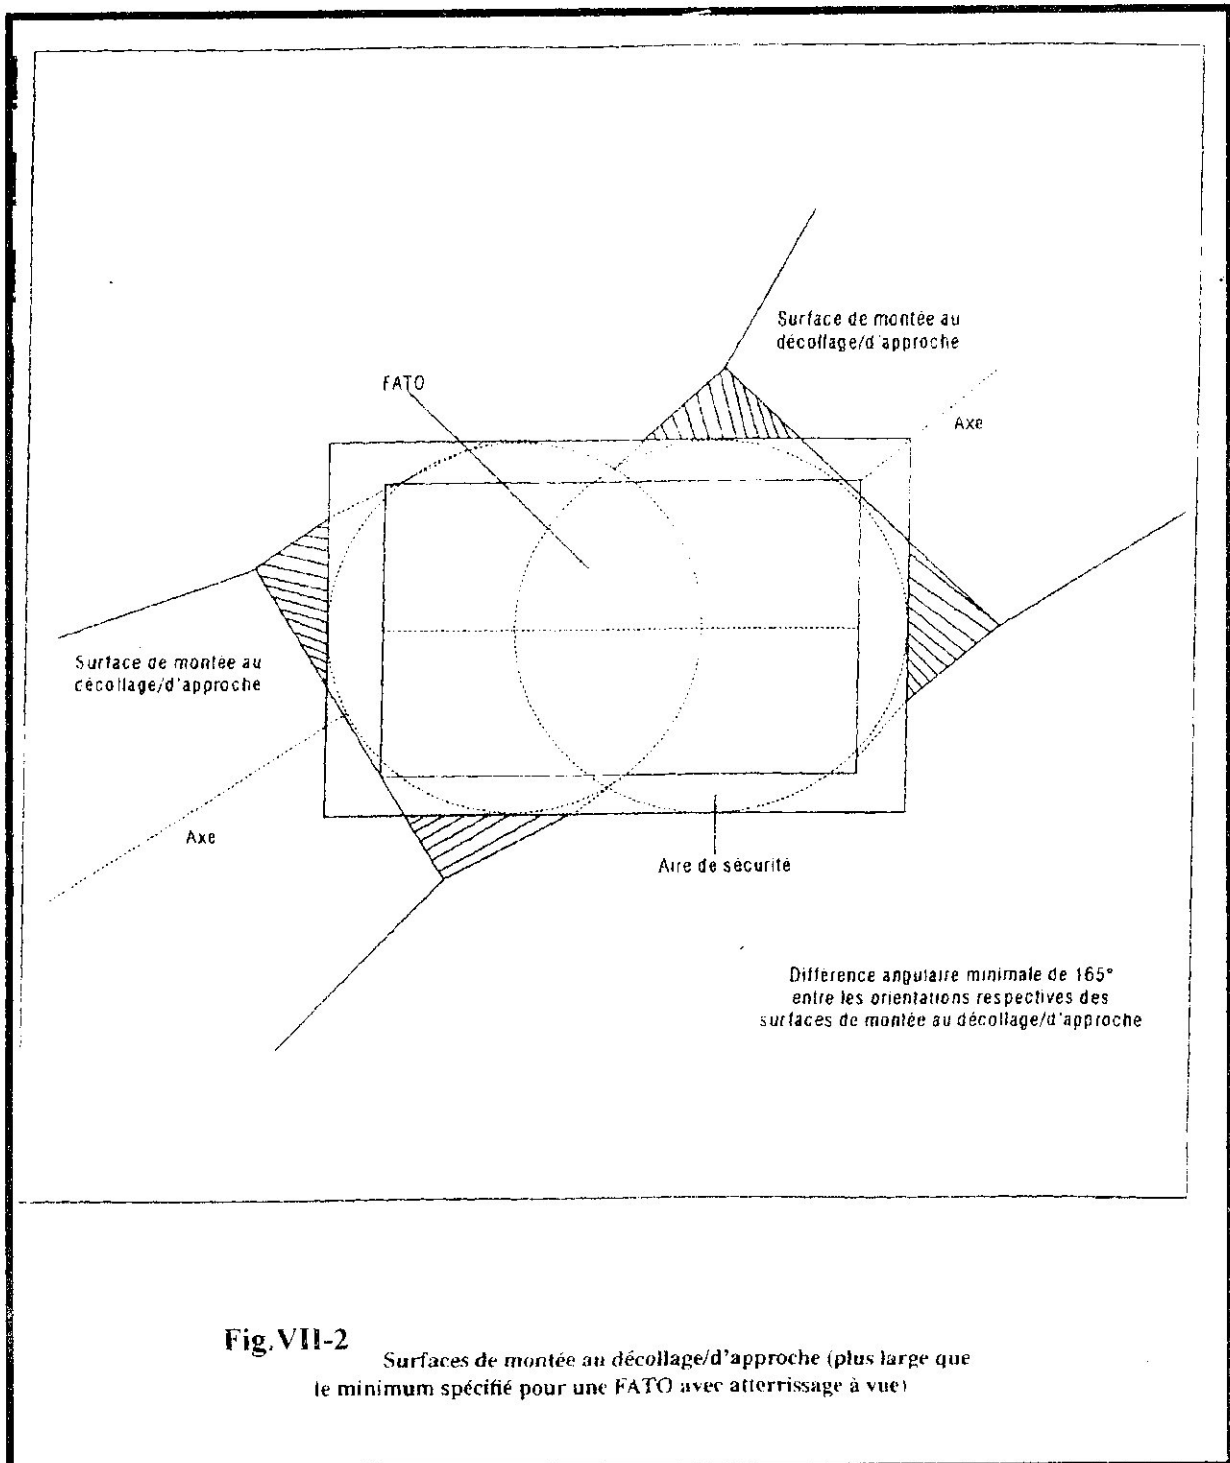 Surface de montée au
décollage/d'approche
FATO
Axe
Surface de montée au
décollage/d'approche
Axe
Aire de sécurité
Différence angulaire minimale de 165°
entre les orientations respectives des
surfaces de montée au décollage/d'approche
Fig.VII-2
Surfaces de montée au décollage/d'approche (plus large que
le minimum spécifié pour une FATO avec atterrissage à vue)